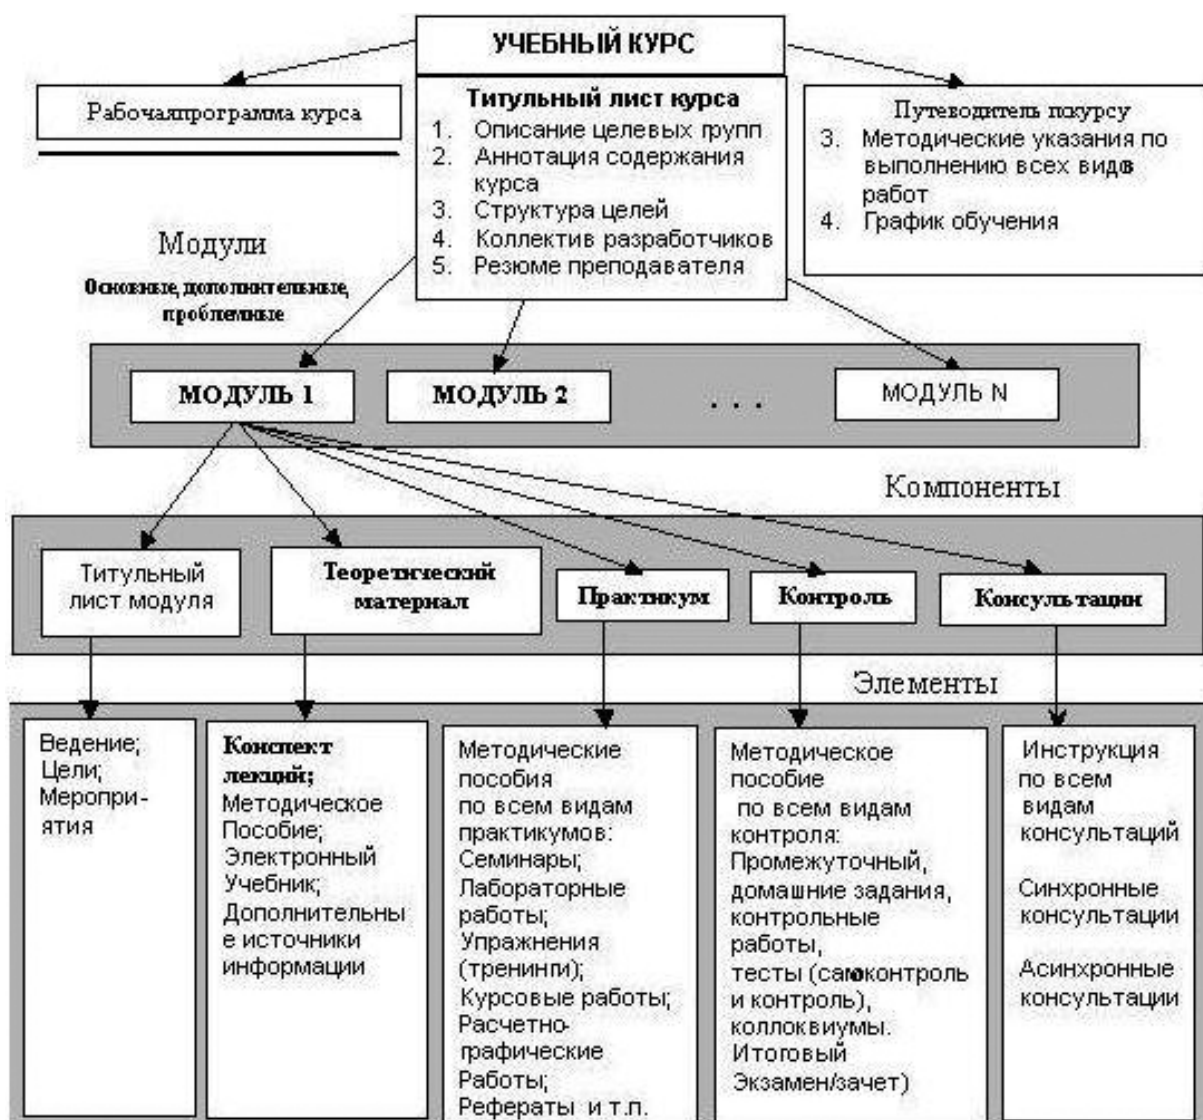 УЧЕБНЫЙ КУРС
Титульный лист курса
1. Описание целевых групп
2. Аннотация содержания
курса
3. Структура целей
4. Коллектив разработчиков
5. Резюме преподавателя
Рабочаяпрограмма курса
Путеводитель покурсу
3. Методические указания по
выполнению всех видов
работ
4. График обучения
Модули
Основные, дополнительные,
проблемные
МОДУЛЬ 1
МОДУЛЬ 2
. . .
МОДУЛЬ N
Компоненты
Титульный
лист модуля
Теоретический
материал
Практикум
Контроль
Консультации
Элементы
Ведение;
Цели;
Меропри-
ятия
Конспект
лекций;
Методическое
Пособие;
Электронный
Учебник;
Дополнительны
е источники
информации
Методические
пособия
по всем видам
практикумов:
Семинары;
Лабораторные
работы;
Упражнения
(тренинги);
Курсовые работы;
Расчетно-
графические
Работы;
Рефераты и т.п.
Методическое
пособие
по всем видам
контроля:
Промежуточный,
домашние задания,
контрольные
работы,
тесты (самоконтроль
и контроль),
коллоквиумы.
Итоговый
Экзамен/зачет)
Инструкция
по всем
видам
консультаций
Синхронные
консультации
Асинхронные
консультации